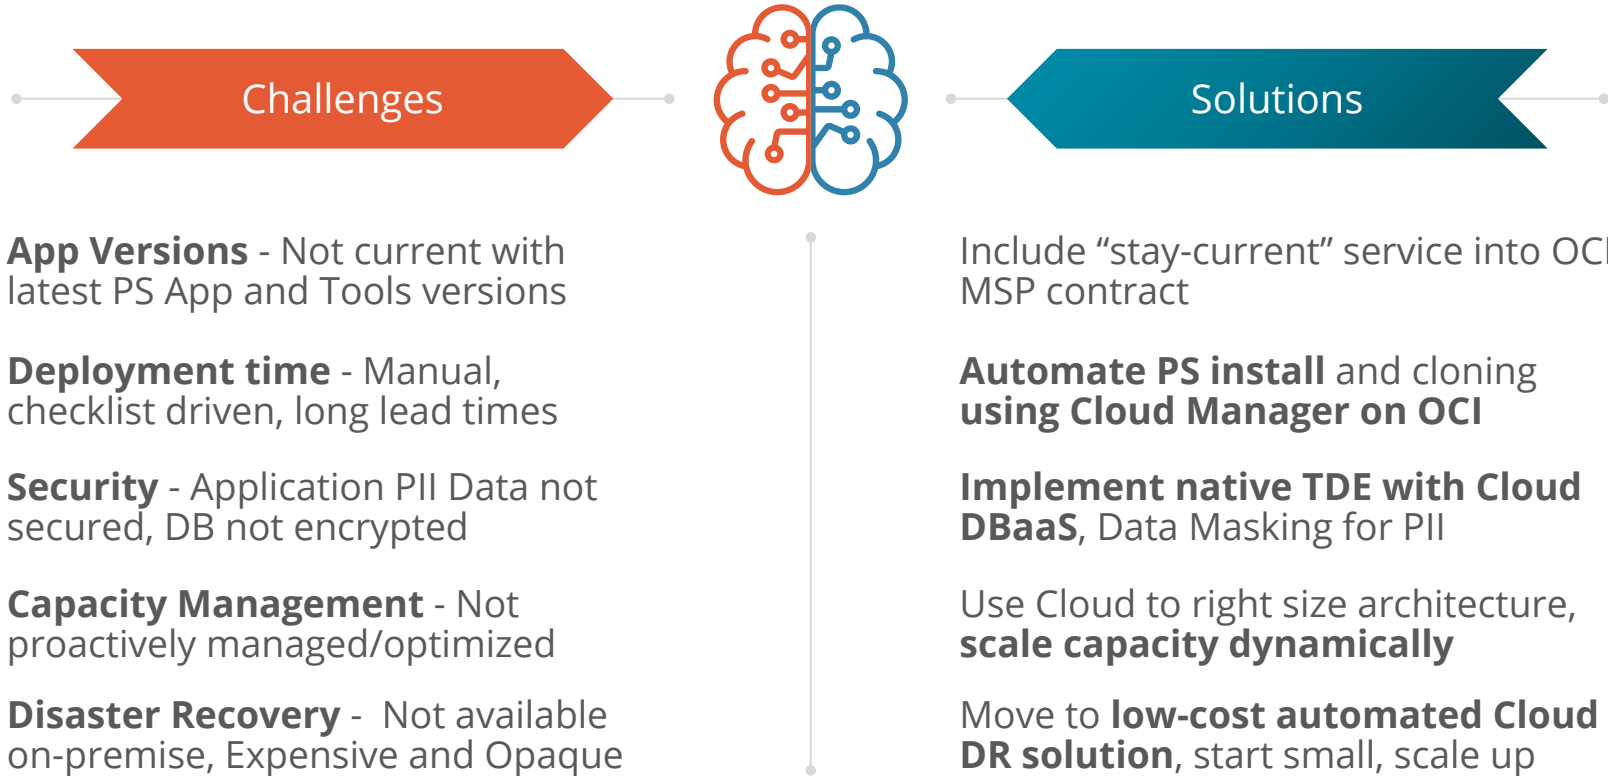 Challenges
Solutions
App Versions - Not current with
latest PS App and Tools versions
Include “stay-current” service into OCI
MSP contract
Deployment time - Manual,
checklist driven, long lead times
Automate PS install and cloning
using Cloud Manager on OCI
Security - Application PII Data not
secured, DB not encrypted
Implement native TDE with Cloud
DBaaS, Data Masking for PII
Capacity Management - Not
proactively managed/optimized
Use Cloud to right size architecture,
scale capacity dynamically
Disaster Recovery -  Not available
on-premise, Expensive and Opaque
Move to low-cost automated Cloud
DR solution, start small, scale up